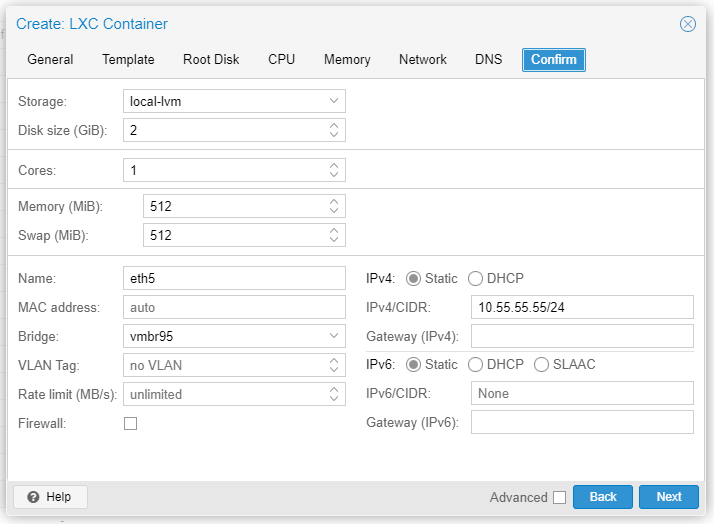 Create: LXC Container
General Template Root Disk CPU Memory Network DNS Confirm
Storage: local-lvm
Disk size (GiB): 2
Cores: 1
Memory (MiB): 512
Swap (MiB): 512
Name: eth5 IPv4: Static DHCP
MAC address: auto IPv4/CIDR: 10.55.55.55/24
Bridge: vmbr95 Gateway (IPv4):
VLAN Tag: no VLAN IPv6: Static DHCP SLAAC
Rate limit (MB/s): unlimited IPv6/CIDR: None
Firewall: Gateway (IPv6):
Help Advanced Back Next